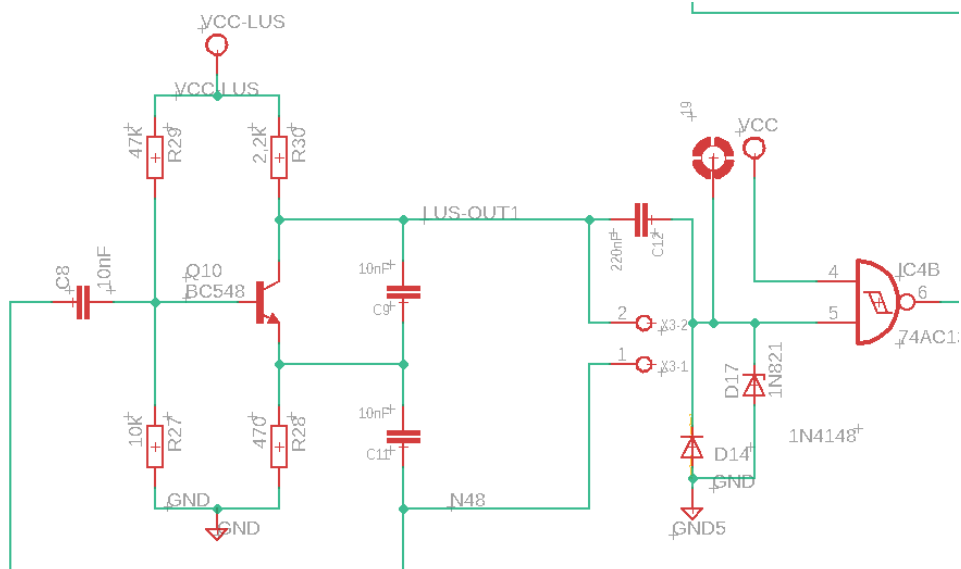 VCC-LUS
VCC-LUS
47K
R29
2,2K
R30
19
VCC
LUS-OUT1
220nF
C12
C8
10nF
Q10
BC548
10nF
C9
2
X3-2
1
X3-1
4
5
6
IC4B
74AC13
D17
1N821
10K
R27
470
R28
10nF
C11
1N4148
D14
GND
GND5
GND
GND
N48